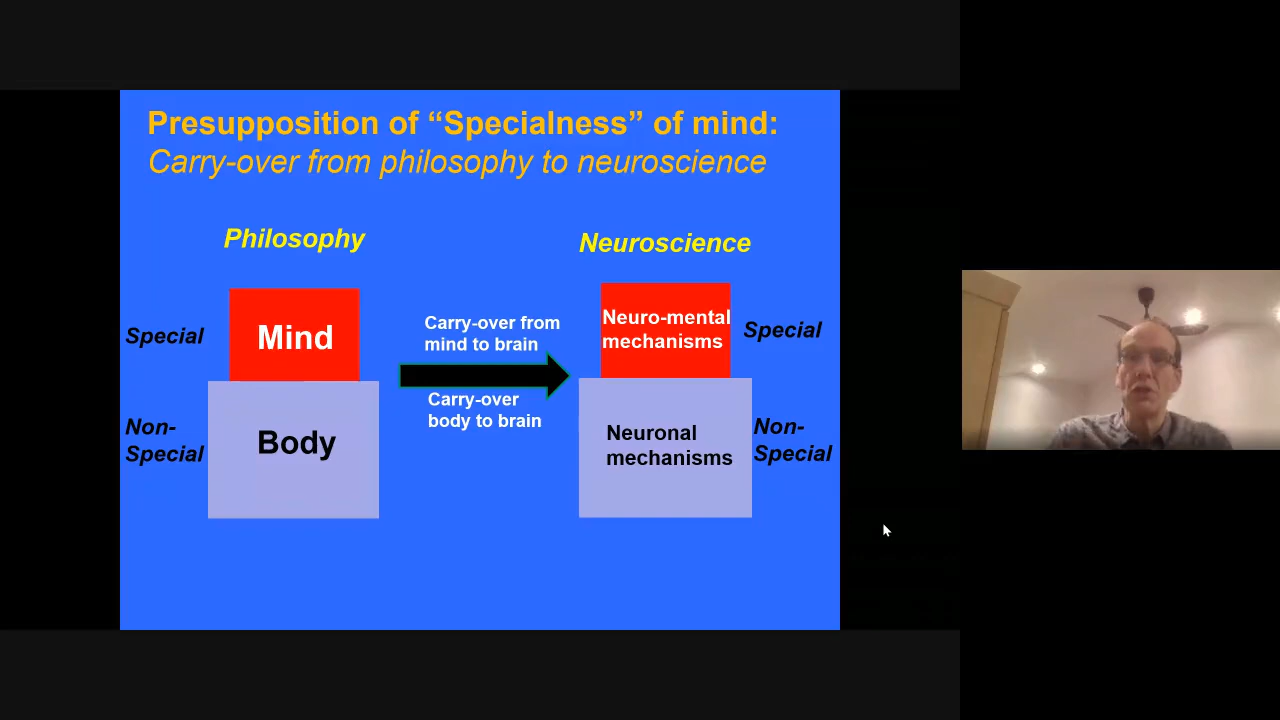 Presupposition of “Specialness” of mind:
Carry-over from philosophy to neuroscience
Philosophy
Neuroscience
Special
Mind
Non-
Special
Body
Carry-over from
mind to brain
Carry-over
body to brain
Neuro-mental
mechanisms
Special
Neuronal
mechanisms
Non-
Special